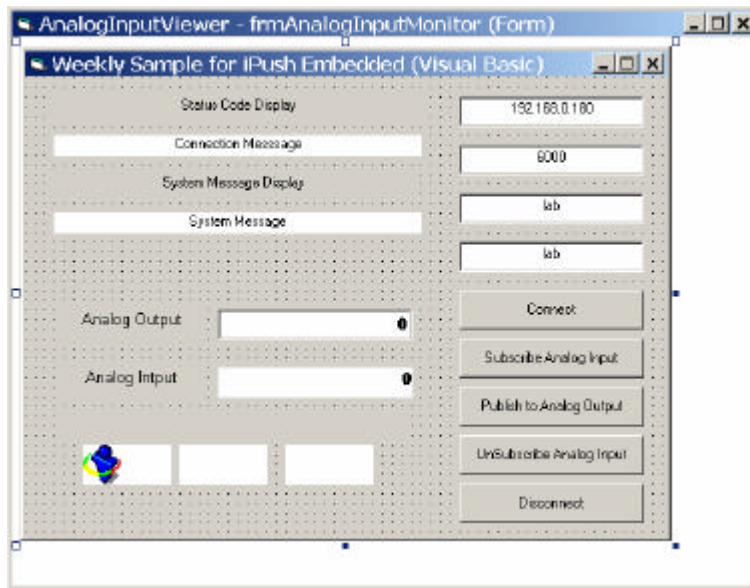 AnalogInputViewer - frmAnalogInputMonitor (Form)
Weekly Sample for iPush Embedded (Visual Basic)
Status Code Display
Connection Messsage
System Message Display
System Message
192.168.0.180
6000
lab
lab
Analog Output
0
Analog Intput
0
Connect
Subscribe Analog Input
Publish to Analog Output
UnSubscribe Analog Input
Disconnect